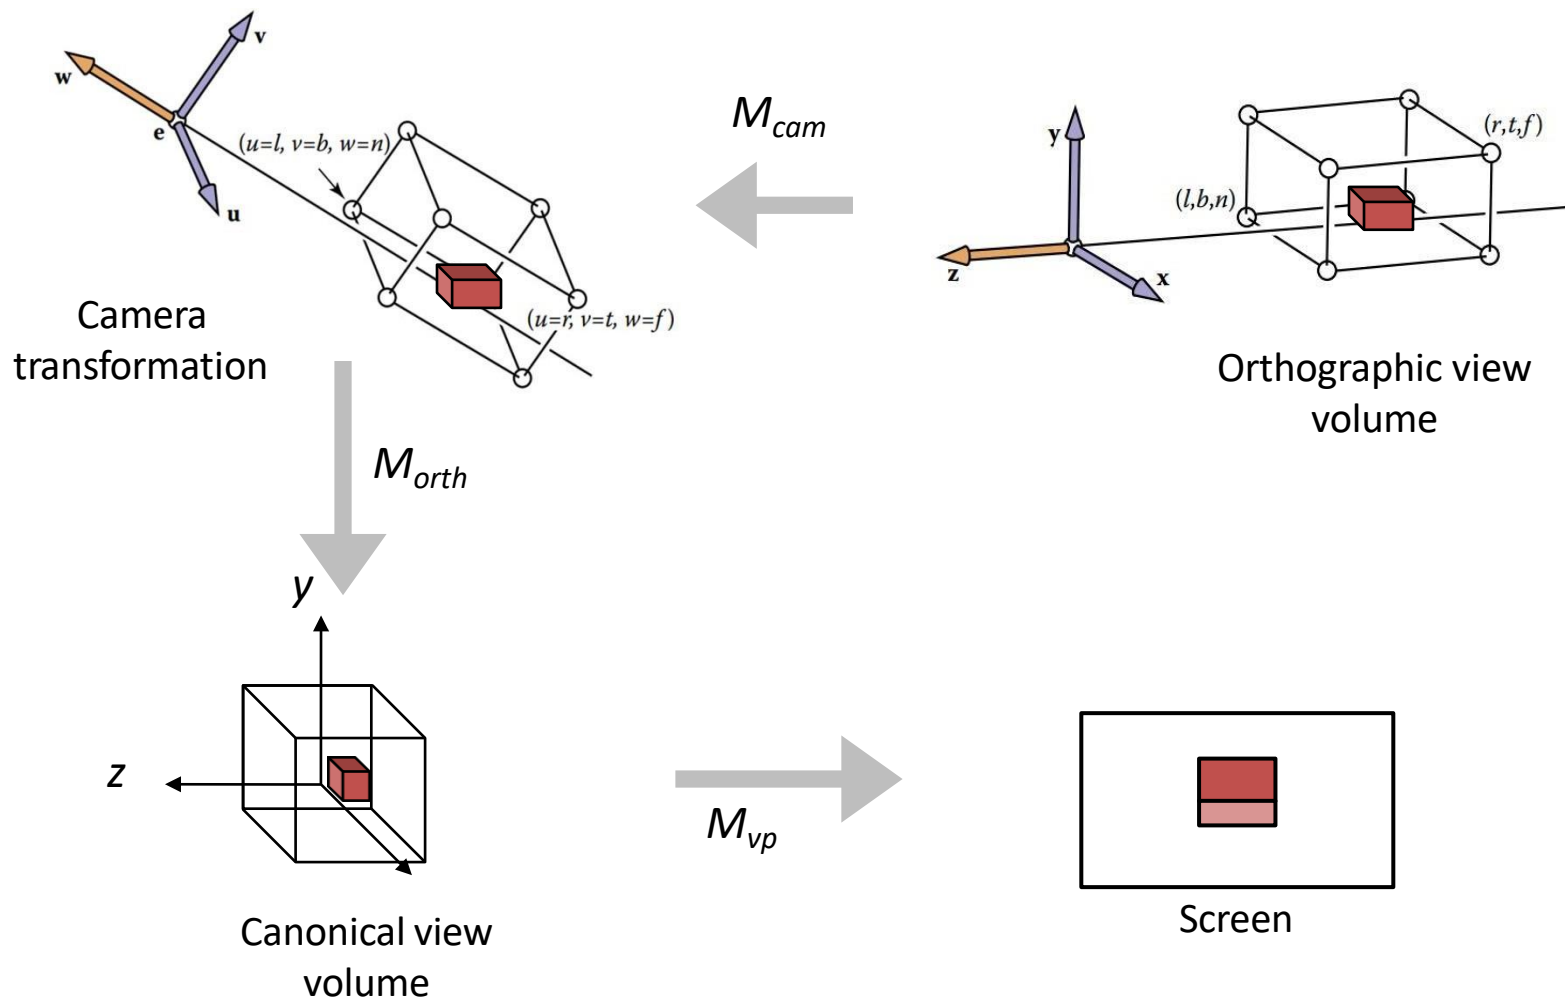 v
w
e
(u=l, v=b, w=n)
u
(u=r, v=t, w=f)
Camera
transformation
M_cam
y
(r,t,f)
(l,b,n)
z
x
Orthographic view
volume
M_orth
y
z
Canonical view
volume
M_vp
Screen